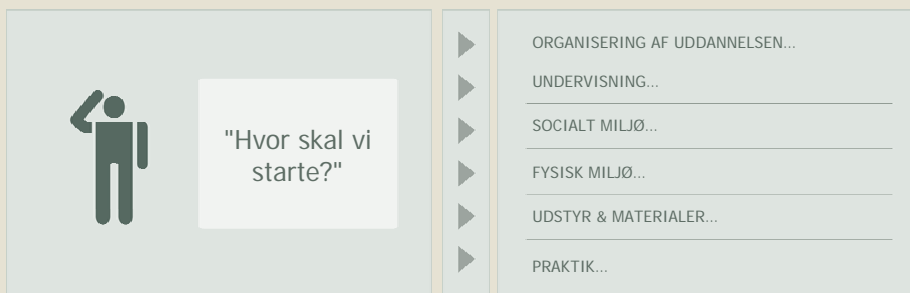 "Hvor skal vi
starte?"
ORGANISERING AF UDDANNELSEN...
UNDERVISNING...
SOCIALT MILJØ...
FYSISK MILJØ...
UDSTYR & MATERIALER...
PRAKTIK...